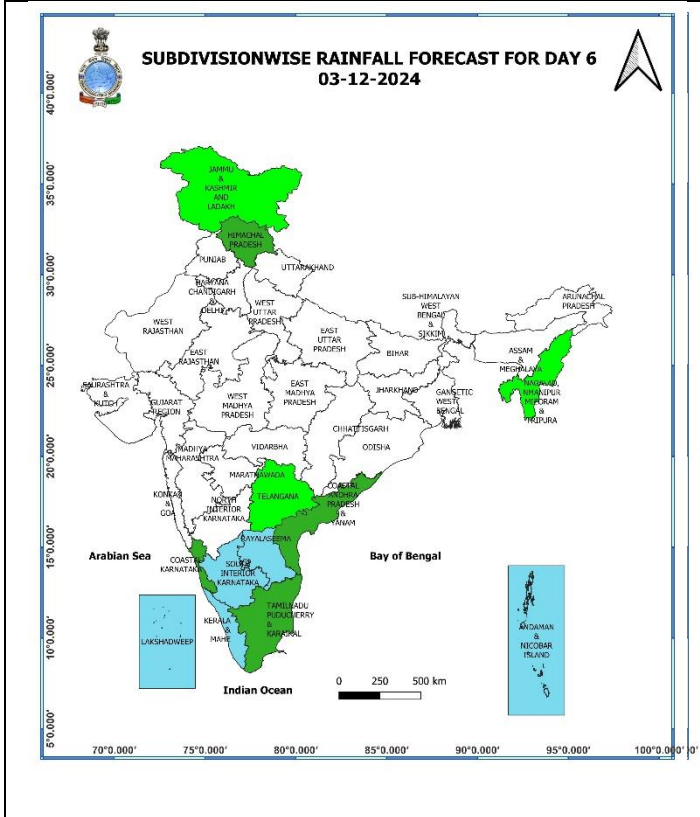 SUBDIVISIONWISE RAINFALL FORECAST FOR DAY 6
03-12-2024
40°0.000'
35°0.000'
30°0.000'
25°0.000'
20°0.000'
15°0.000'
10°0.000'
5°0.000'
JAMMU
&
KASHMIR
AND
LADAKH
HIMACHAL
PRADESH
PUNJAB
UTTARAKHAND
HARYANA
CHANDIGARH
&
DELHI
WEST
UTTAR
PRADESH
SUB-HIMALAYAN
WEST
BENGAL
&
SIKKIM
ARUNACHAL
PRADESH
WEST
RAJASTHAN
EAST
RAJASTHAN
EAST
UTTAR
PRADESH
BIHAR
ASSAM
&
MEGHALAYA
NAGALAD,
MANIPUR
MIZORAM
&
TRIPURA
SAURASHTRA
&
KUTCH
GUJARAT
REGION
WEST
MADHYA
PRADESH
EAST
MADHYA
PRADESH
JHARKHAND
GANGETIC
WEST
BENGAL
CHHATTISGARH
ODISHA
MADHYA
MAHARASHTRA
VIDARBHA
MARATHAWADA
TELANGANA
COASTAL
ANDHRA
PRADESH
&
YANAM
KONKAN
&
GOA
NORTH
INTERIOR
KARNATAKA
RAYALASEEMA
Arabian Sea
Bay of Bengal
COASTAL
KARNATAKA
SOUTH
INTERIOR
KARNATAKA
TAMILNADU
PUDUCHERRY
&
KARAIKAL
KERALA
&
MAHE
LAKSHADWEEP
ANDAMAN
&
NICOBAR
ISLAND
Indian Ocean
0 250 500 km
70°0.000' 75°0.000' 80°0.000' 85°0.000' 90°0.000' 95°0.000' 100°0.000'